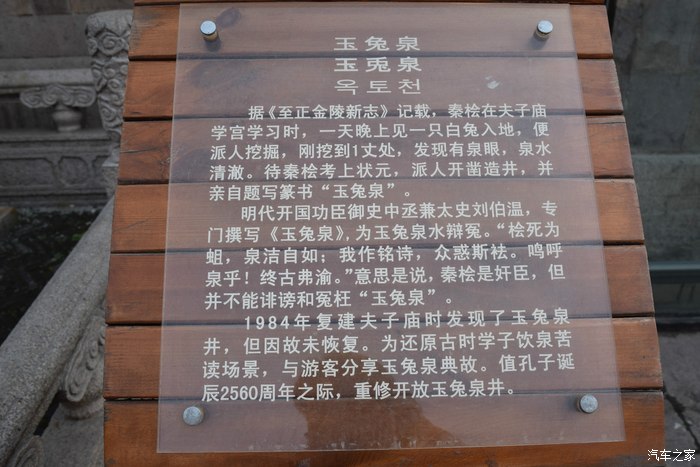 玉兔泉
玉兎泉
옥토천
据《至正金陵新志》记载，秦桧在夫子庙
学宫学习时，一天晚上见一只白兔入地，便
派人挖掘，刚挖到1丈处，发现有泉眼，泉水
清澈。待秦桧考上状元，派人开凿造井，并
亲自题写篆书“玉兔泉”。
明代开国功臣御史中丞兼太史刘伯温，专
门撰写《玉兔泉》，为玉兔泉水辩冤。“桧死为
蛆，泉洁自如；我作铭诗，众惑斯袪。鸣呼
泉乎！终古弗渝。”意思是说，秦桧是奸臣，但
并不能诽谤和冤枉“玉兔泉”。
1984年复建夫子庙时发现了玉兔泉
井，但因故未恢复。为还原古时学子饮泉苦
读场景，与游客分享玉兔泉典故。值孔子诞
辰2560周年之际，重修开放玉兔泉井。
汽车之家